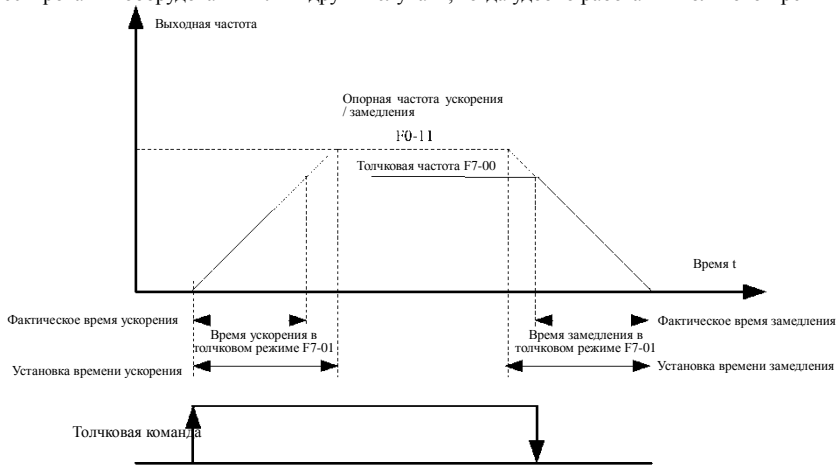 Выходная частота
Опорная частота ускорения
/ замедления
F0-11
Толчковая частота F7-00
Время t
Фактическое время ускорения
Время ускорения в
толчковом режиме F7-01
Время замедления в
толчковом режиме F7-01
Фактическое время замедления
Установка времени ускорения
Установка времени замедления
Толчковая команда